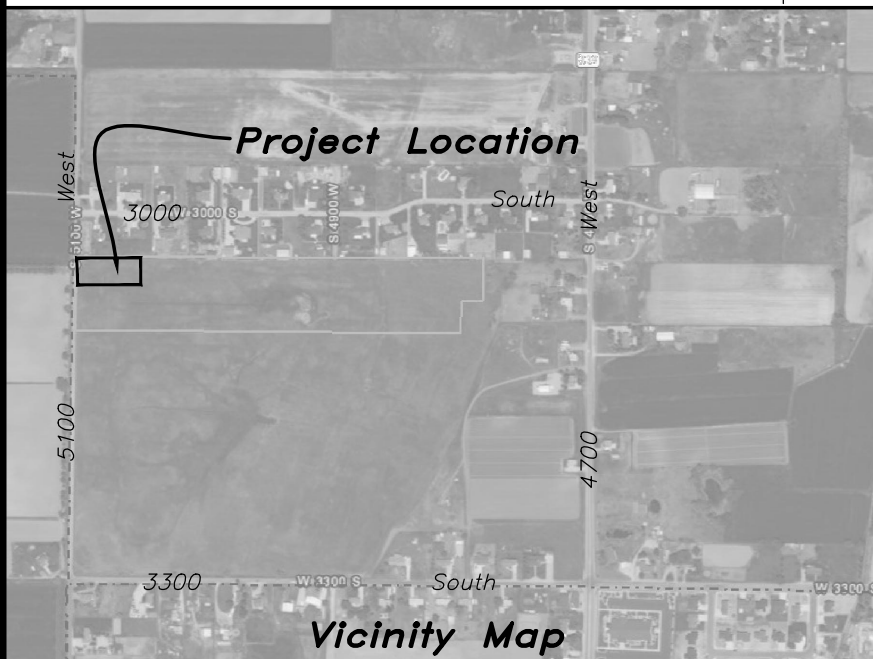 Project Location
West
3000
W 3000 S
South
S 4900 W
West
5100 W
5100
4700
3300
W 3300 S
South
W 3300 S
Vicinity Map